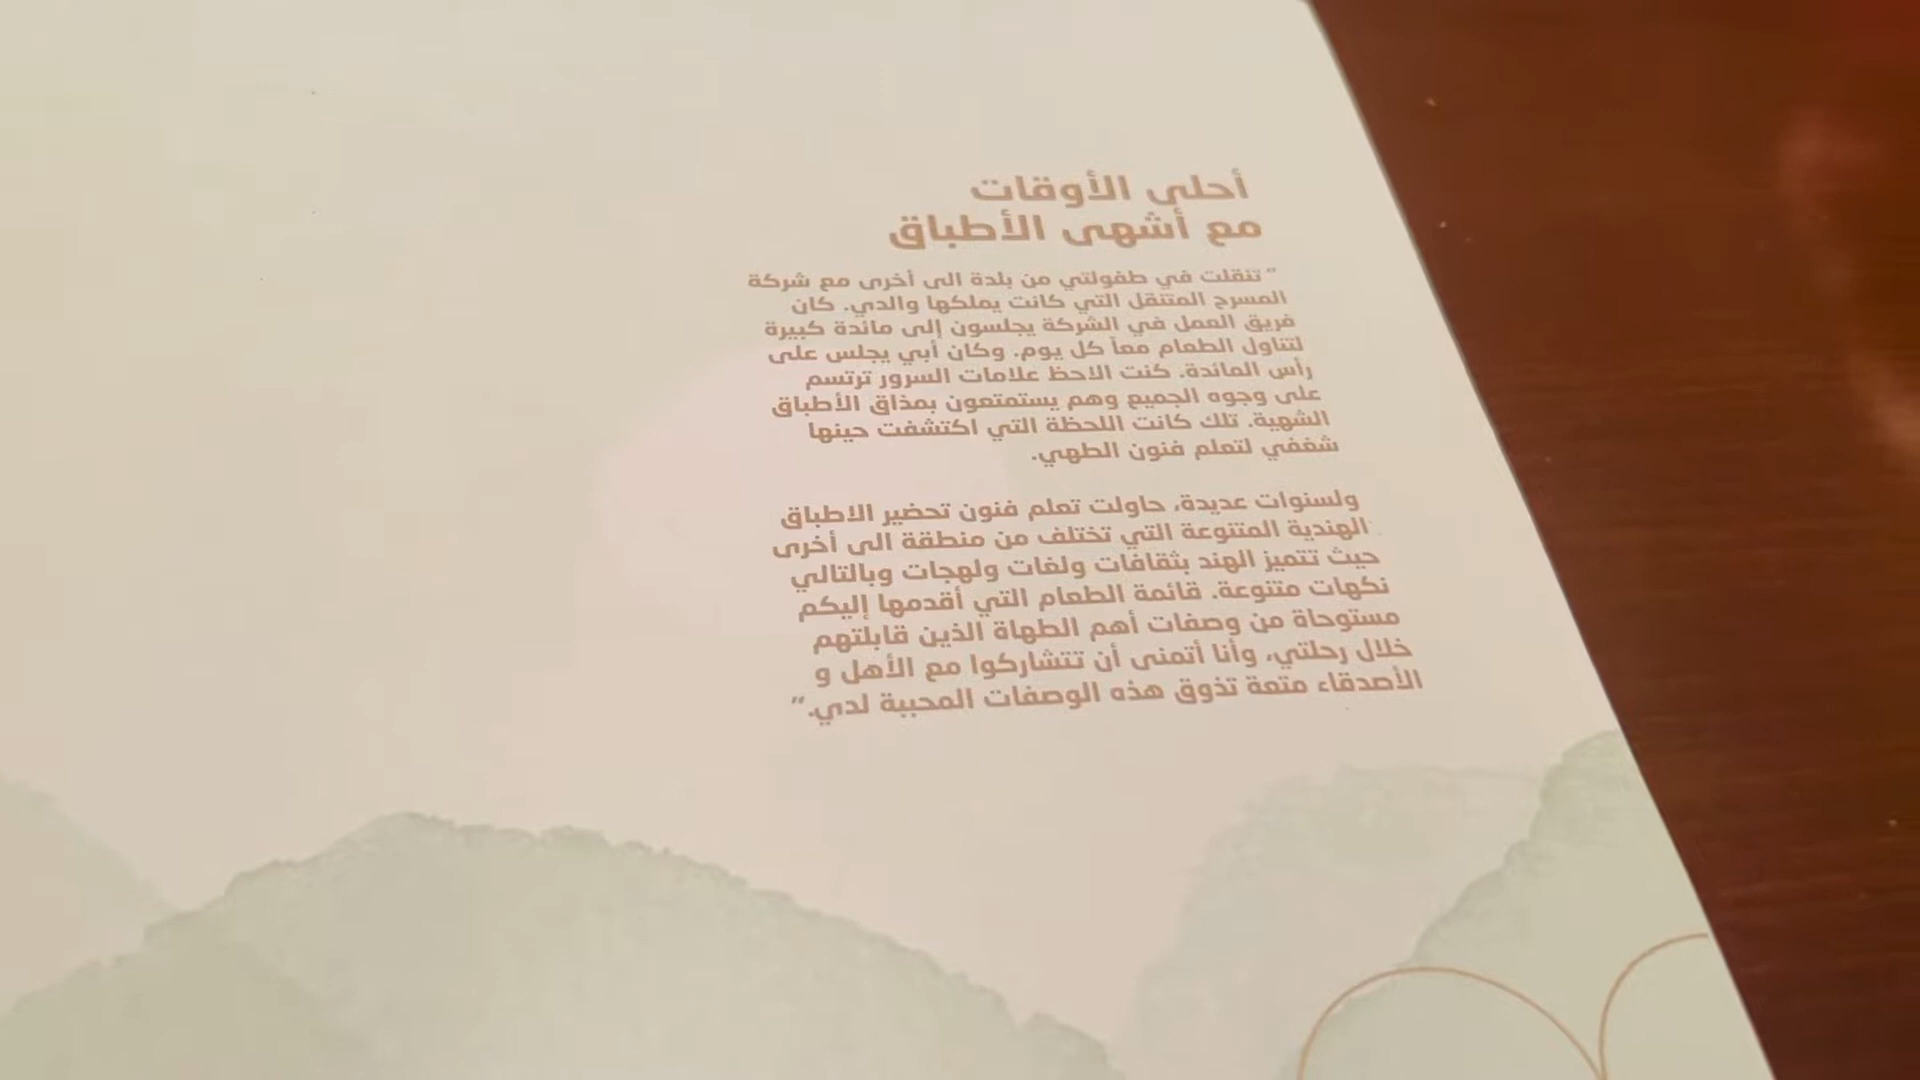 أحلى الأوقات
مع أشهى الأطباق
"تنقلت في طفولتي من بلدة الى أخرى مع شركة
المسرح المتنقل التي كانت يملكها والدي. كان
فريق العمل في الشركة يجلسون إلى مائدة كبيرة
لتناول الطعام معاً كل يوم. وكان أبي يجلس على
رأس المائدة. كنت الاحظ علامات السرور ترتسم
على وجوه الجميع وهم يستمتعون بمذاق الأطباق
الشهية. تلك كانت اللحظة التي اكتشفت حينها
شغفي لتعلم فنون الطهي.
ولسنوات عديدة، حاولت تعلم فنون تحضير الاطباق
الهندية المتنوعة التي تختلف من منطقة الى أخرى
حيث تتميز الهند بثقافات ولغات ولهجات وبالتالي
نكهات متنوعة. قائمة الطعام التي أقدمها إليكم
مستوحاة من وصفات أهم الطهاة الذين قابلتهم
خلال رحلتي، وأنا أتمنى أن تتشاركوا مع الأهل و
الأصدقاء متعة تذوق هذه الوصفات المحببة لدي."